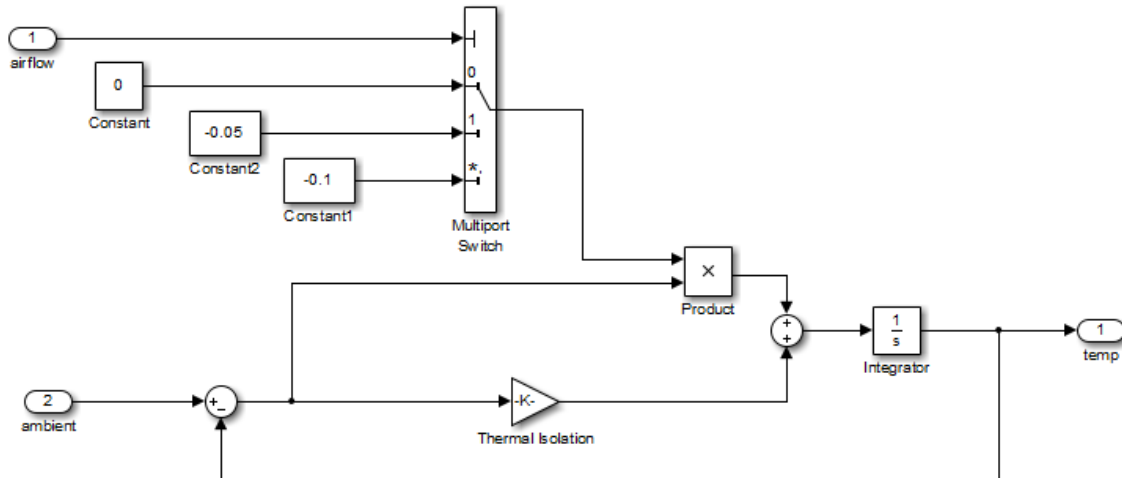 1
airflow
0
Constant
-0.05
Constant2
-0.1
Constant1
0
1
*,
Multiport
Switch
×
Product
+
+
1
s
Integrator
1
temp
2
ambient
+
−
-K-
Thermal Isolation